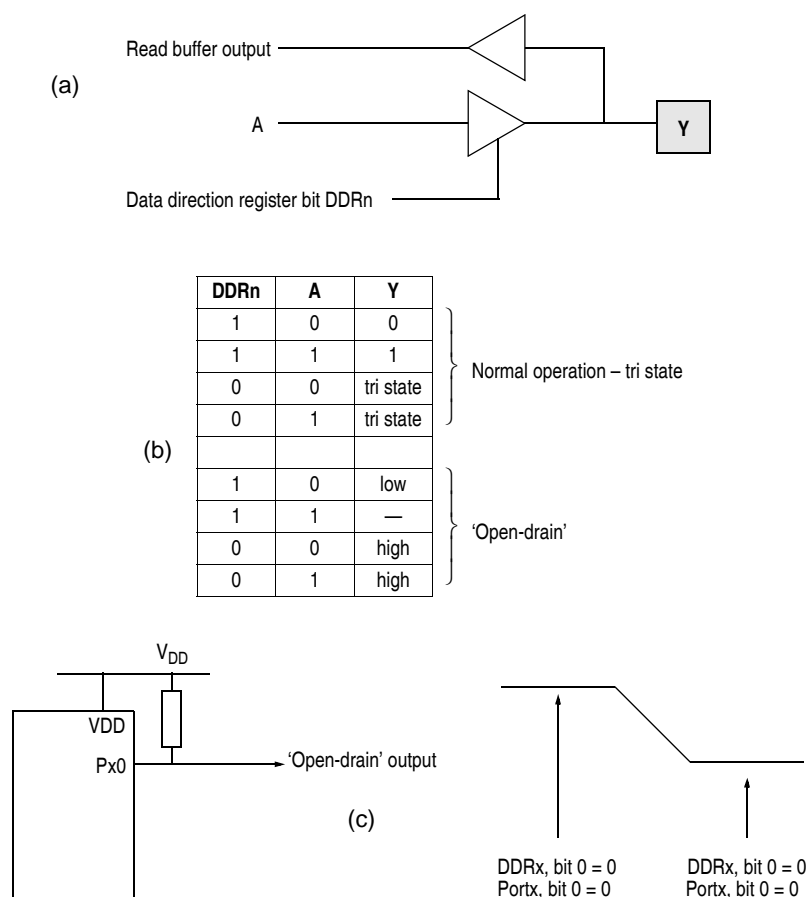 Read buffer output
(a)
A
Y
Data direction register bit DDRn
DDRn A Y
1 0 0
1 1 1
0 0 tri state
0 1 tri state
Normal operation – tri state
(b)
1 0 low
1 1 —
0 0 high
0 1 high
'Open-drain'
VDD
VDD
Px0
'Open-drain' output
(c)
DDRx, bit 0 = 0
Portx, bit 0 = 0
DDRx, bit 0 = 0
Portx, bit 0 = 0